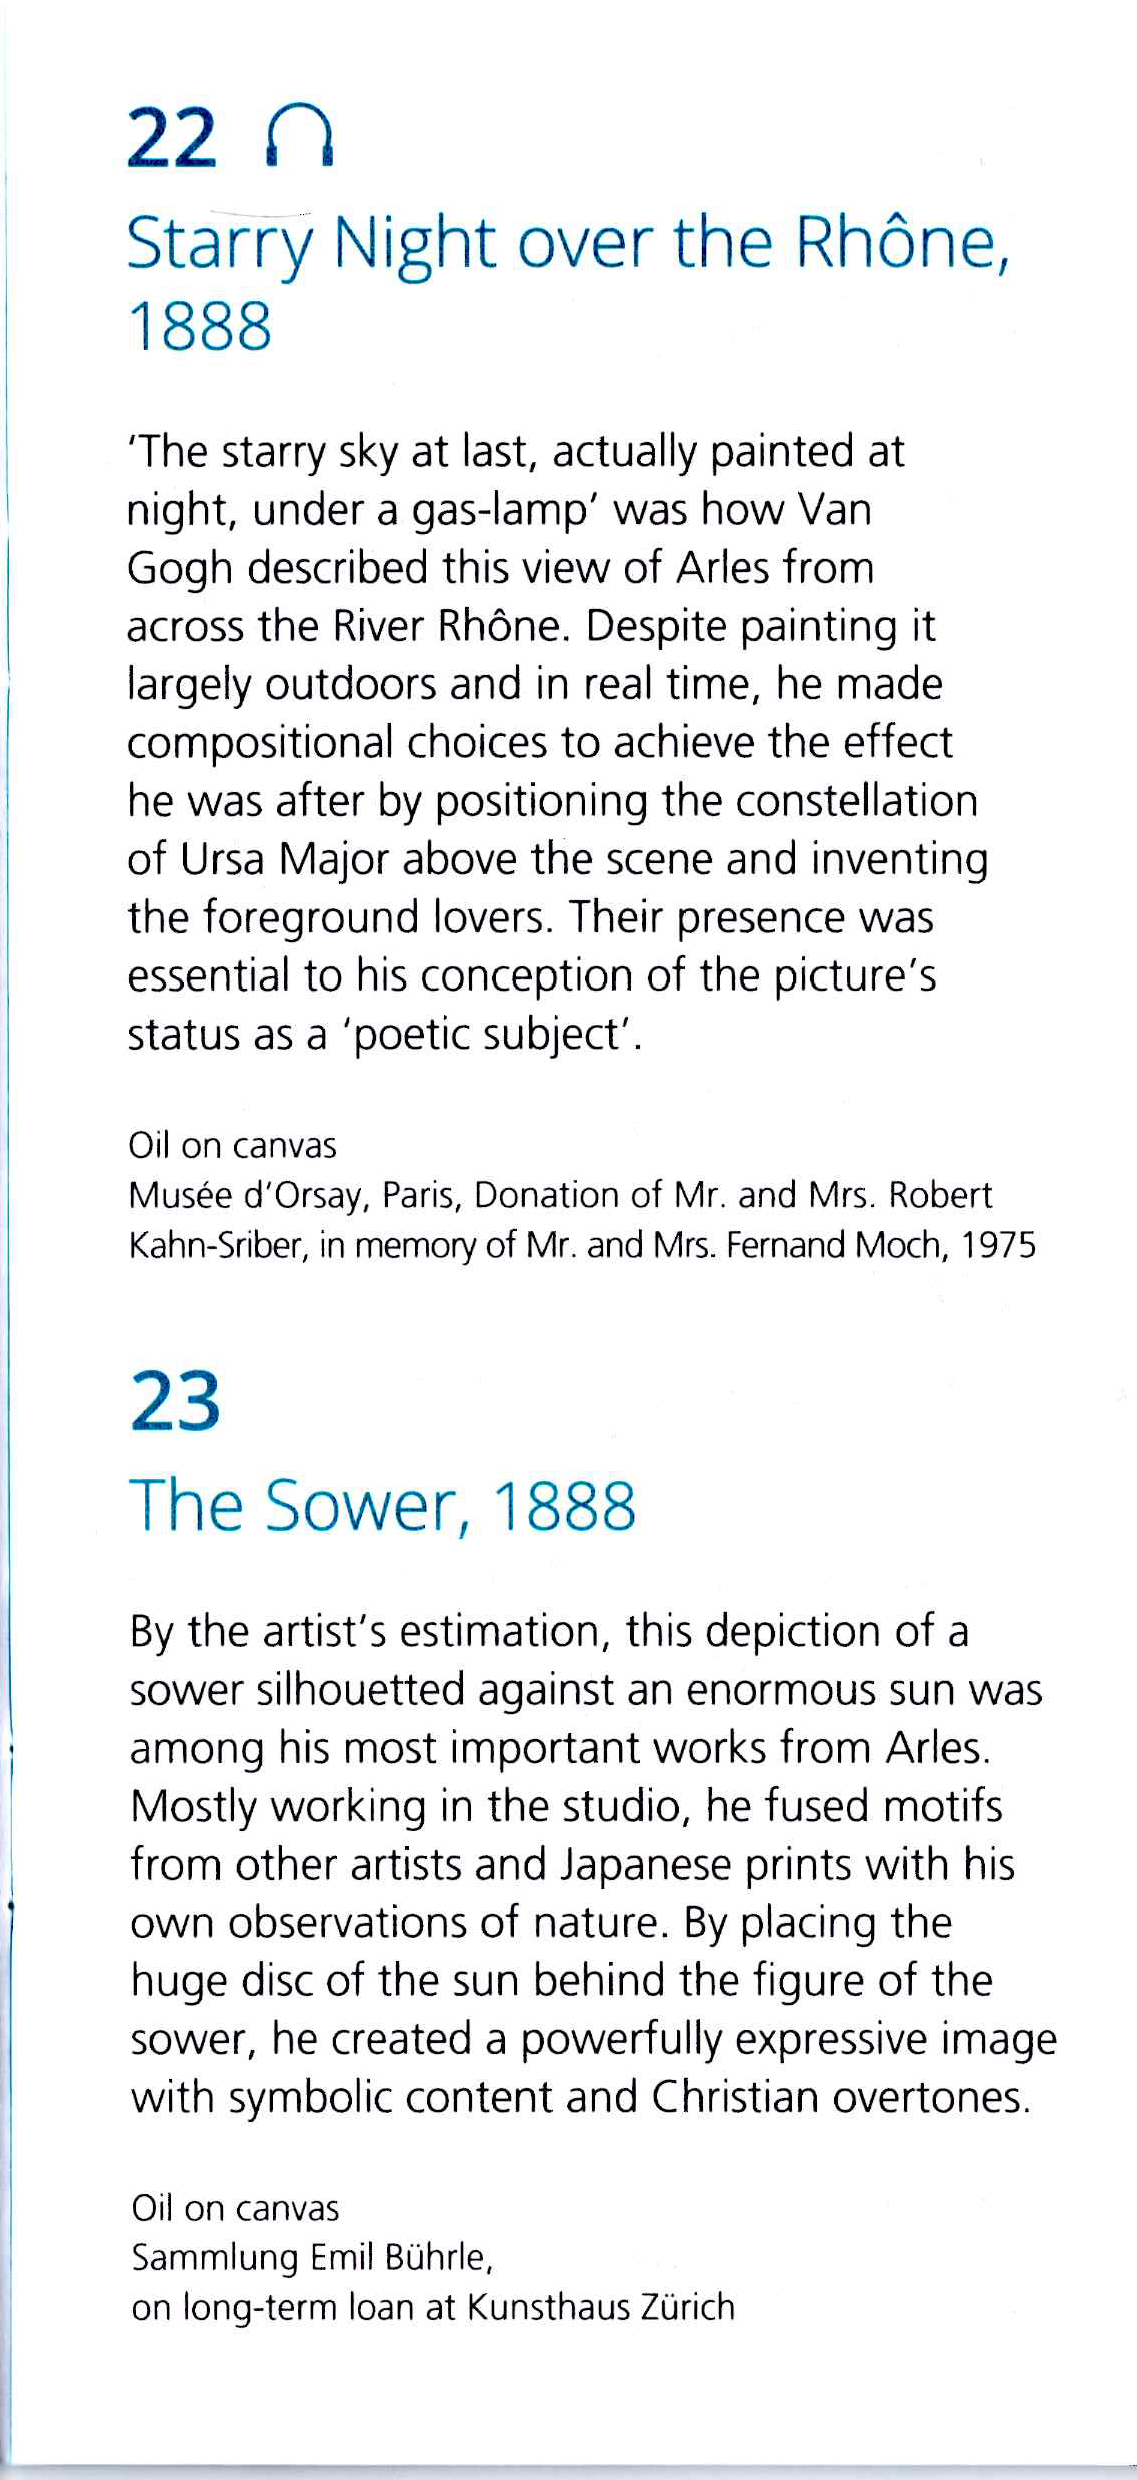 22
Starry Night over the Rhône,
1888
‘The starry sky at last, actually painted at
night, under a gas-lamp’ was how Van
Gogh described this view of Arles from
across the River Rhône. Despite painting it
largely outdoors and in real time, he made
compositional choices to achieve the effect
he was after by positioning the constellation
of Ursa Major above the scene and inventing
the foreground lovers. Their presence was
essential to his conception of the picture’s
status as a ‘poetic subject’.
Oil on canvas
Musée d’Orsay, Paris, Donation of Mr. and Mrs. Robert
Kahn-Sriber, in memory of Mr. and Mrs. Fernand Moch, 1975
23
The Sower, 1888
By the artist’s estimation, this depiction of a
sower silhouetted against an enormous sun was
among his most important works from Arles.
Mostly working in the studio, he fused motifs
from other artists and Japanese prints with his
own observations of nature. By placing the
huge disc of the sun behind the figure of the
sower, he created a powerfully expressive image
with symbolic content and Christian overtones.
Oil on canvas
Sammlung Emil Bührle,
on long-term loan at Kunsthaus Zürich